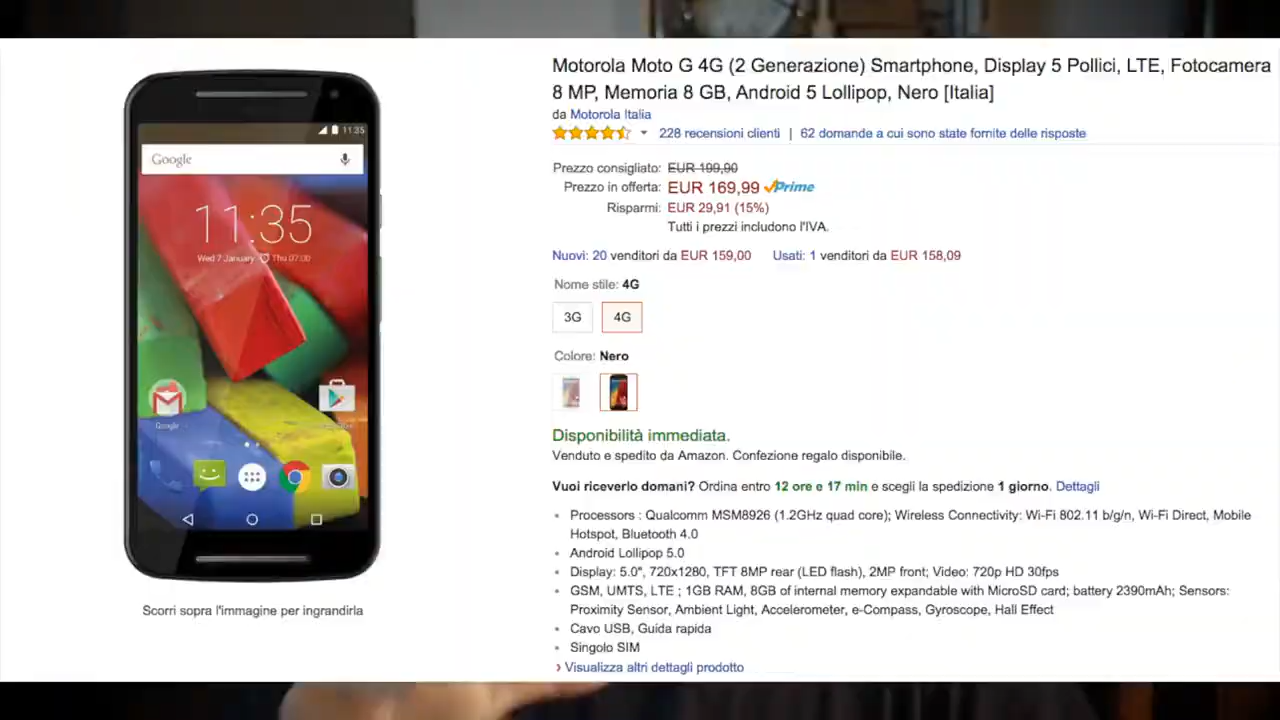 Motorola Moto G 4G (2 Generazione) Smartphone, Display 5 Pollici, LTE, Fotocamera
8 MP, Memoria 8 GB, Android 5 Lollipop, Nero [Italia]
da Motorola Italia
228 recensioni clienti | 62 domande a cui sono state fornite delle risposte
Prezzo consigliato: EUR 199,90
Prezzo in offerta: EUR 169,99 Prime
Risparmi: EUR 29,91 (15%)
Tutti i prezzi includono l'IVA.
Nuovi: 20 venditori da EUR 159,00 Usati: 1 venditori da EUR 158,09
Nome stile: 4G
3G 4G
Colore: Nero
Disponibilità immediata.
Venduto e spedito da Amazon. Confezione regalo disponibile.
Vuoi riceverlo domani? Ordina entro 12 ore e 17 min e scegli la spedizione 1 giorno. Dettagli
Processors : Qualcomm MSM8926 (1.2GHz quad core); Wireless Connectivity: Wi-Fi 802.11 b/g/n, Wi-Fi Direct, Mobile
Hotspot, Bluetooth 4.0
Android Lollipop 5.0
Display: 5.0", 720x1280, TFT 8MP rear (LED flash), 2MP front; Video: 720p HD 30fps
GSM, UMTS, LTE ; 1GB RAM, 8GB of internal memory expandable with MicroSD card; battery 2390mAh; Sensors:
Proximity Sensor, Ambient Light, Accelerometer, e-Compass, Gyroscope, Hall Effect
Cavo USB, Guida rapida
Singolo SIM
› Visualizza altri dettagli prodotto
11:35
Google
11:35
Wed 7 January Thu 07:00
Google
Scorri sopra l'immagine per ingrandirla